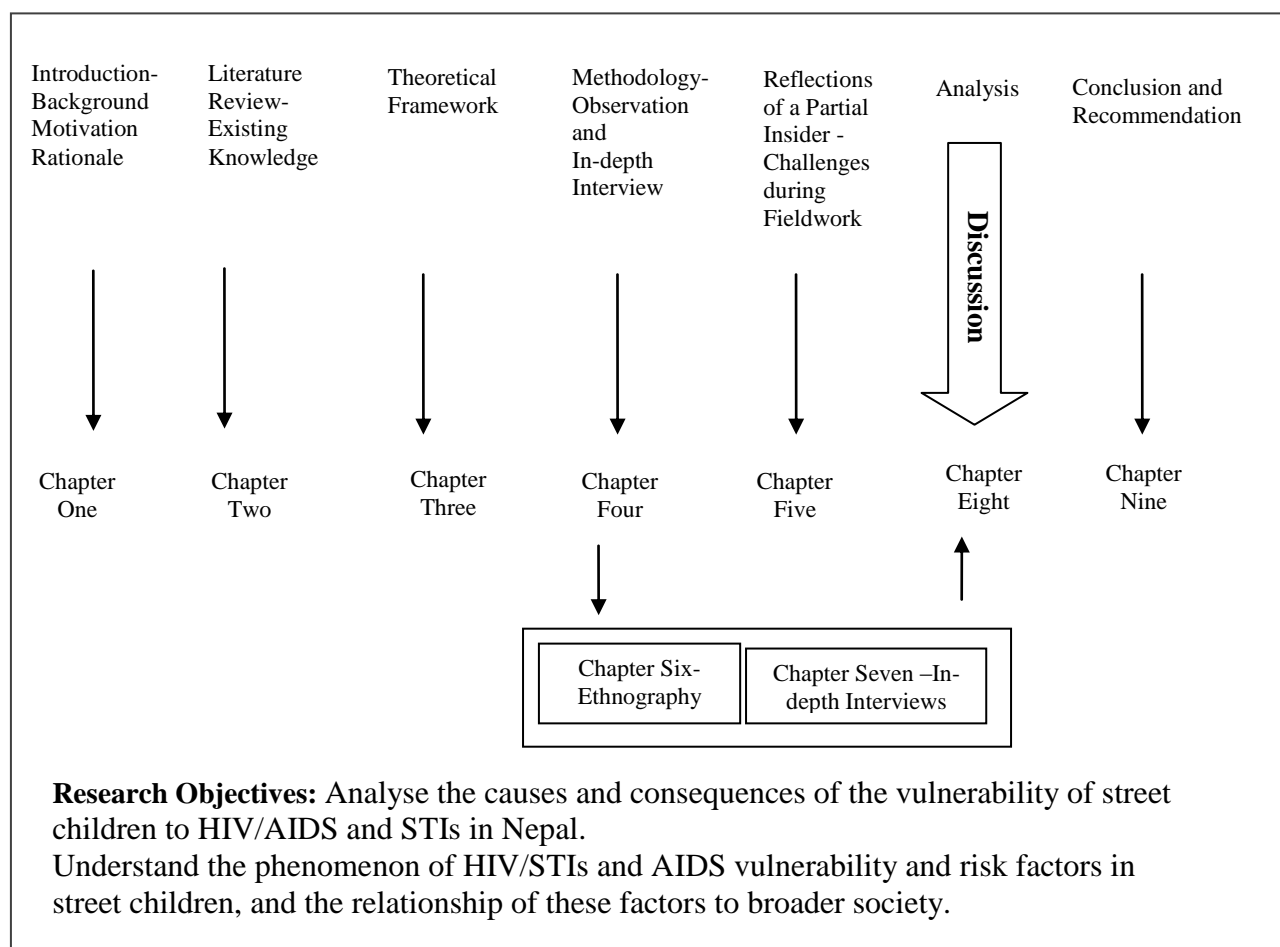 Introduction-
Background
Motivation
Rationale
Literature
Review-
Existing
Knowledge
Theoretical
Framework
Methodology-
Observation
and
In-depth
Interview
Reflections
of a Partial
Insider -
Challenges
during
Fieldwork
Analysis
Conclusion and
Recommendation
Discussion
Chapter
One
Chapter
Two
Chapter
Three
Chapter
Four
Chapter
Five
Chapter
Eight
Chapter
Nine
Chapter Six-
Ethnography
Chapter Seven –In-
depth Interviews
Research Objectives: Analyse the causes and consequences of the vulnerability of street
children to HIV/AIDS and STIs in Nepal.
Understand the phenomenon of HIV/STIs and AIDS vulnerability and risk factors in
street children, and the relationship of these factors to broader society.